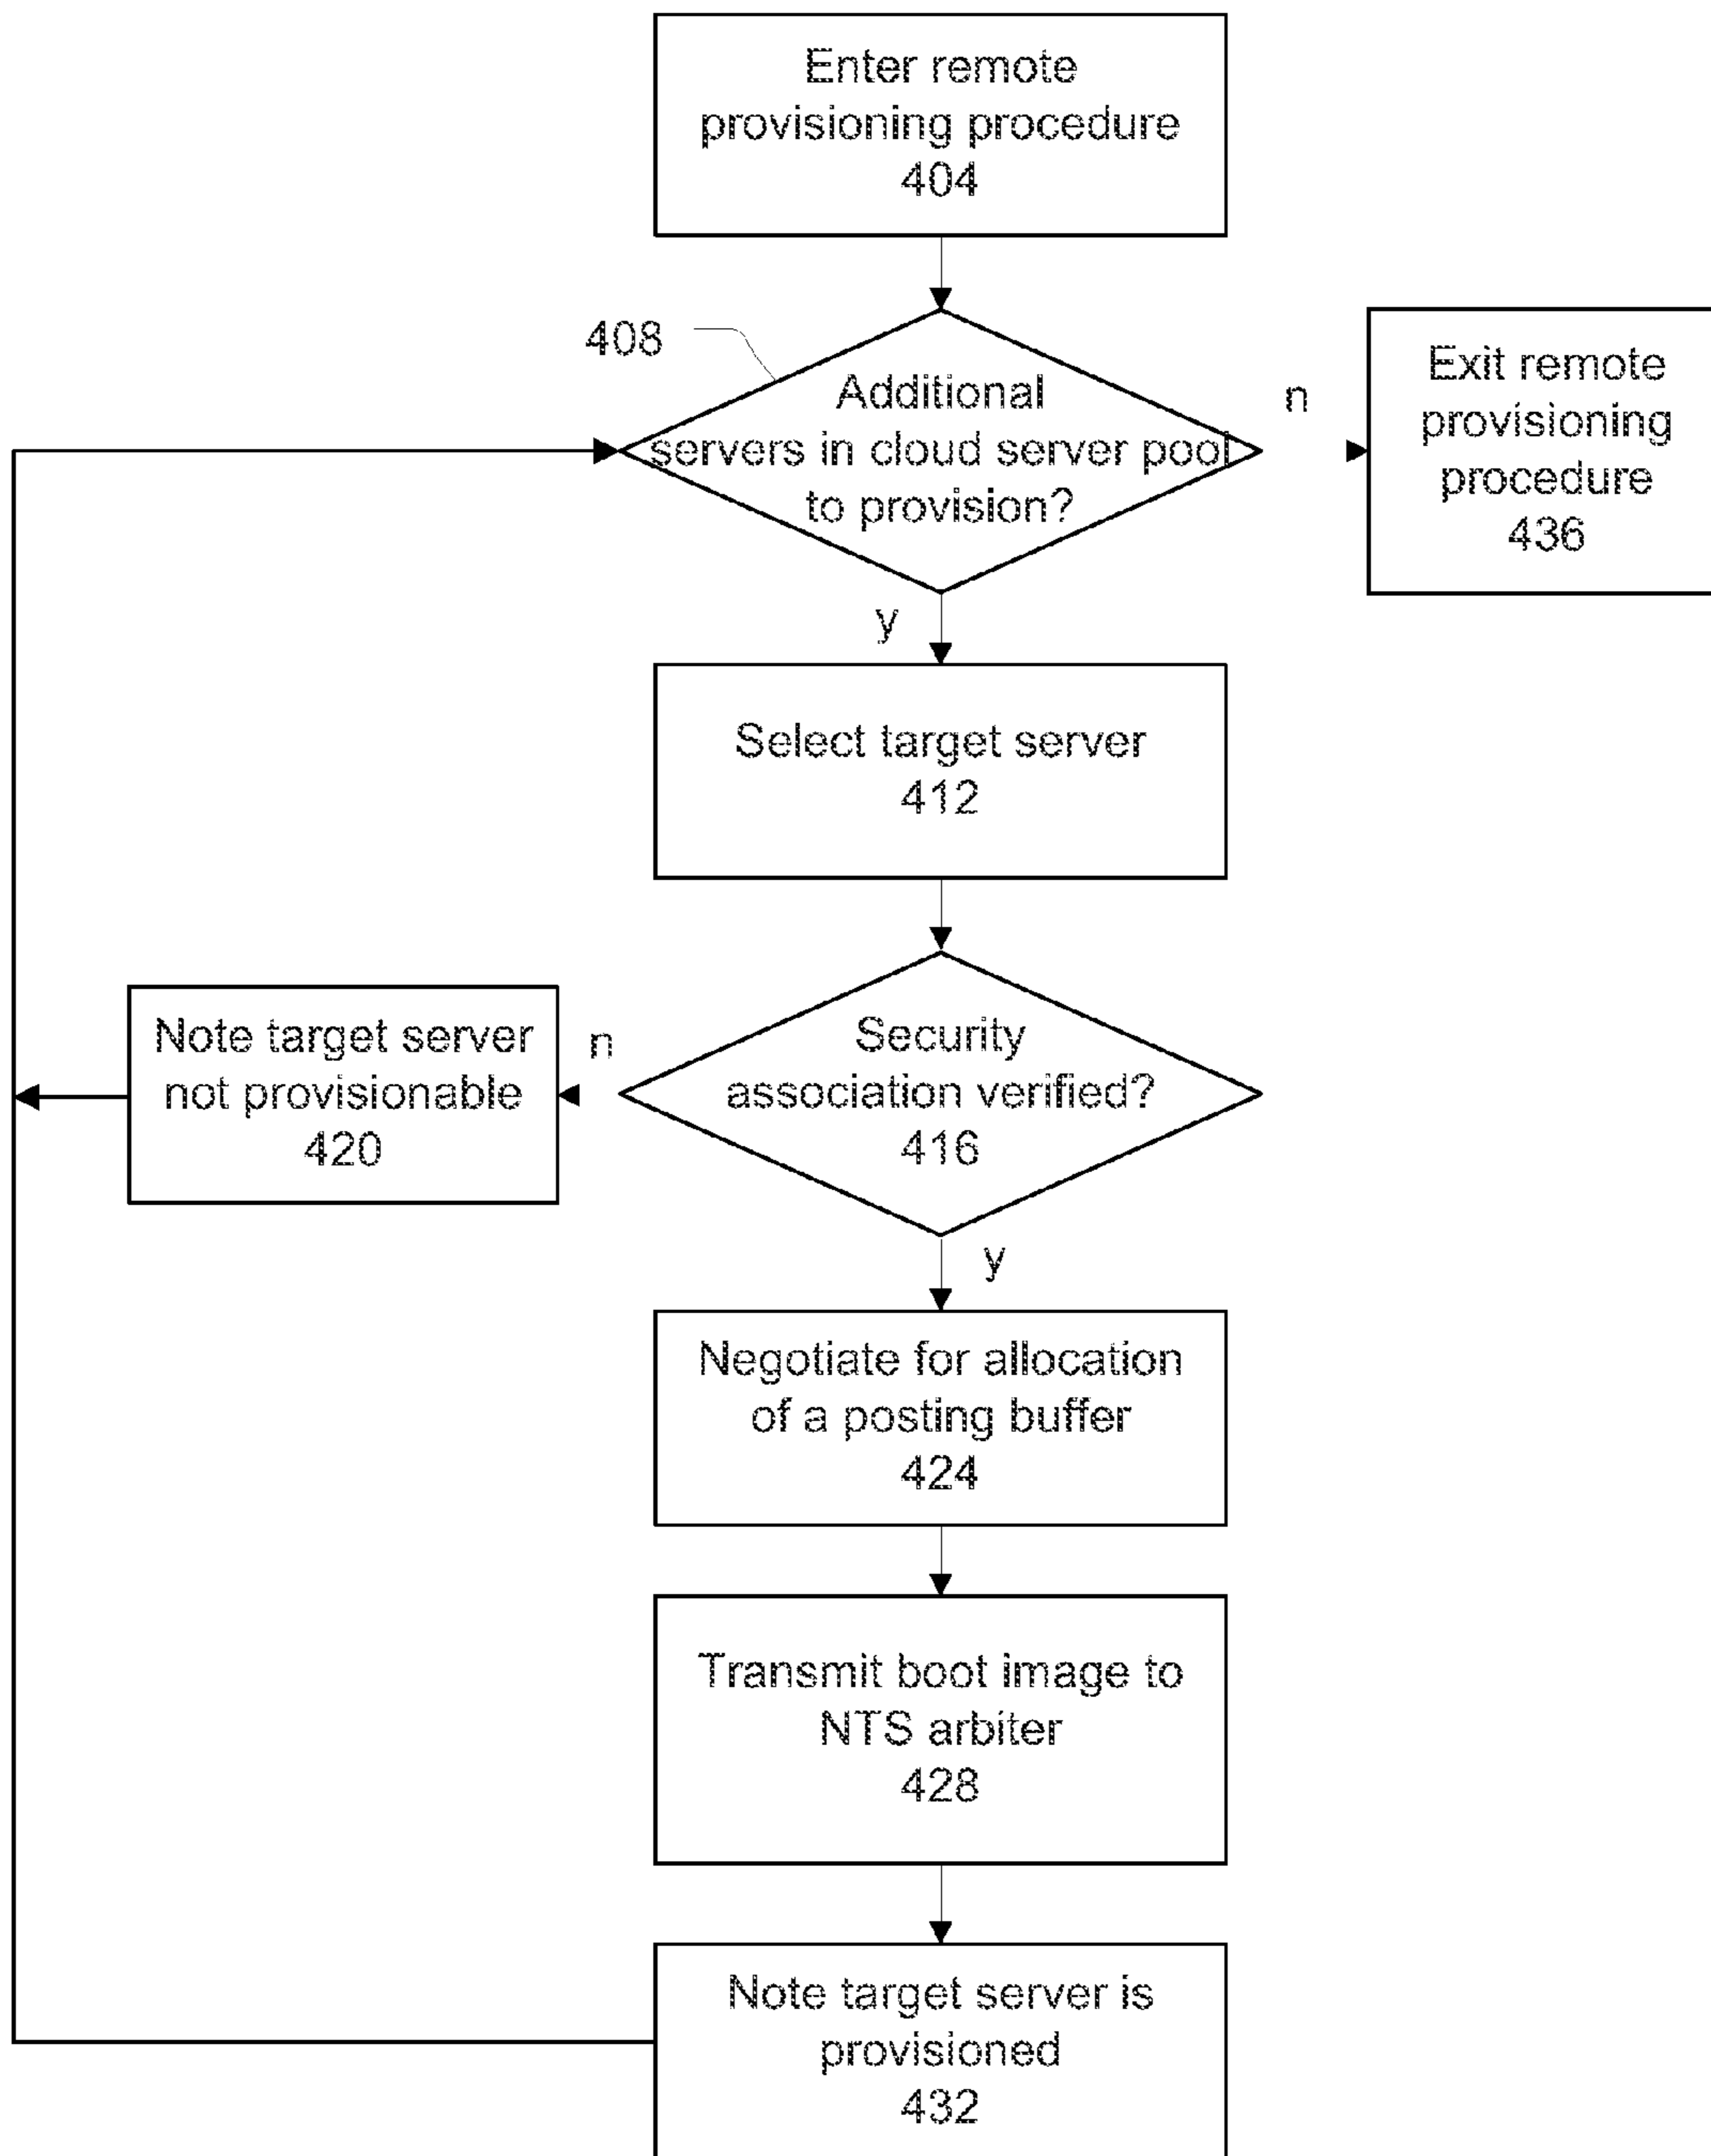 Enter remote
provisioning procedure
404
408
Additional
servers in cloud server pool
to provision?
n
Exit remote
provisioning
procedure
436
y
Select target server
412
Note target server
not provisionable
420
n
Security
association verified?
416
y
Negotiate for allocation
of a posting buffer
424
Transmit boot image to
NTS arbiter
428
Note target server is
provisioned
432